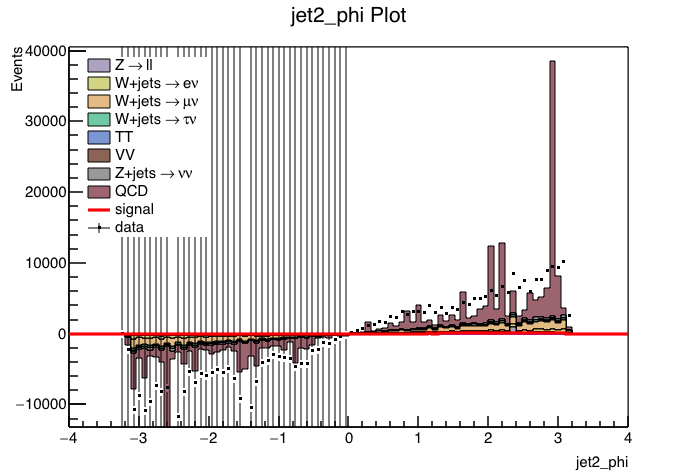 jet2_phi Plot
Events
40000
30000
20000
10000
0
−10000
Z → ll
W+jets → eν
W+jets → μν
W+jets → τν
TT
VV
Z+jets → νν
QCD
signal
data
−4 −3 −2 −1 0 1 2 3 4
jet2_phi